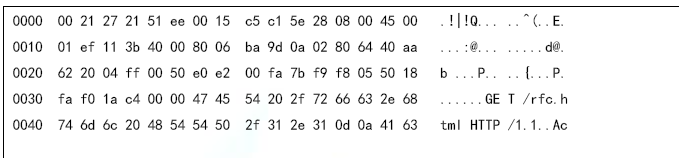 0000 00 21 27 21 51 ee 00 15 c5 c1 5e 28 08 00 45 00 .!|!Q... ..^(..E.
0010 01 ef 11 3b 40 00 80 06 ba 9d 0a 02 80 64 40 aa ...:@... .....d@.
0020 62 20 04 ff 00 50 e0 e2 00 fa 7b f9 f8 05 50 18 b ...P.. ..{...P.
0030 fa f0 1a c4 00 00 47 45 54 20 2f 72 66 63 2e 68 ......GE T /rfc.h
0040 74 6d 6c 20 48 54 54 50 2f 31 2e 31 0d 0a 41 63 tml HTTP /1.1..Ac